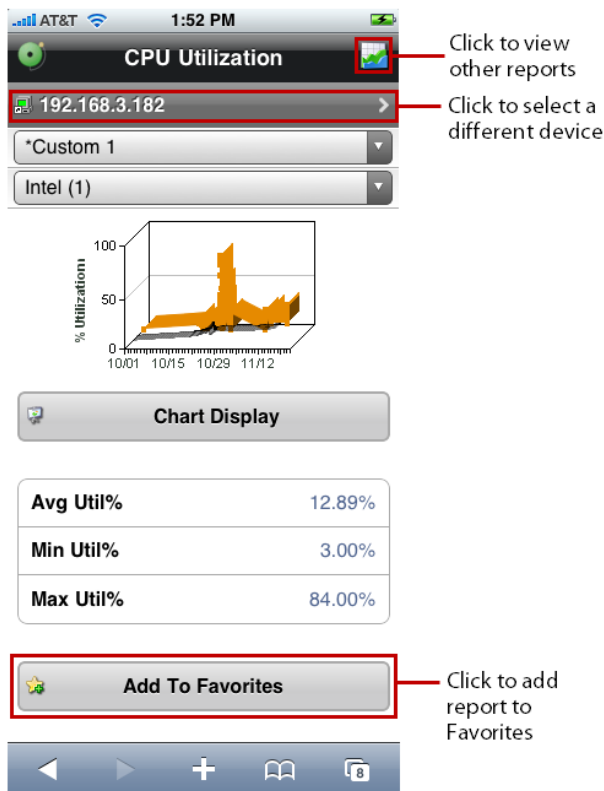 AT&T 1:52 PM
CPU Utilization
Click to view
other reports
192.168.3.182
Click to select a
different device
*Custom 1
Intel (1)
100
50
0
% Utilization
10/01 10/15 10/29 11/12
Chart Display
Avg Util% 12.89%
Min Util% 3.00%
Max Util% 84.00%
Add To Favorites
Click to add
report to
Favorites
8